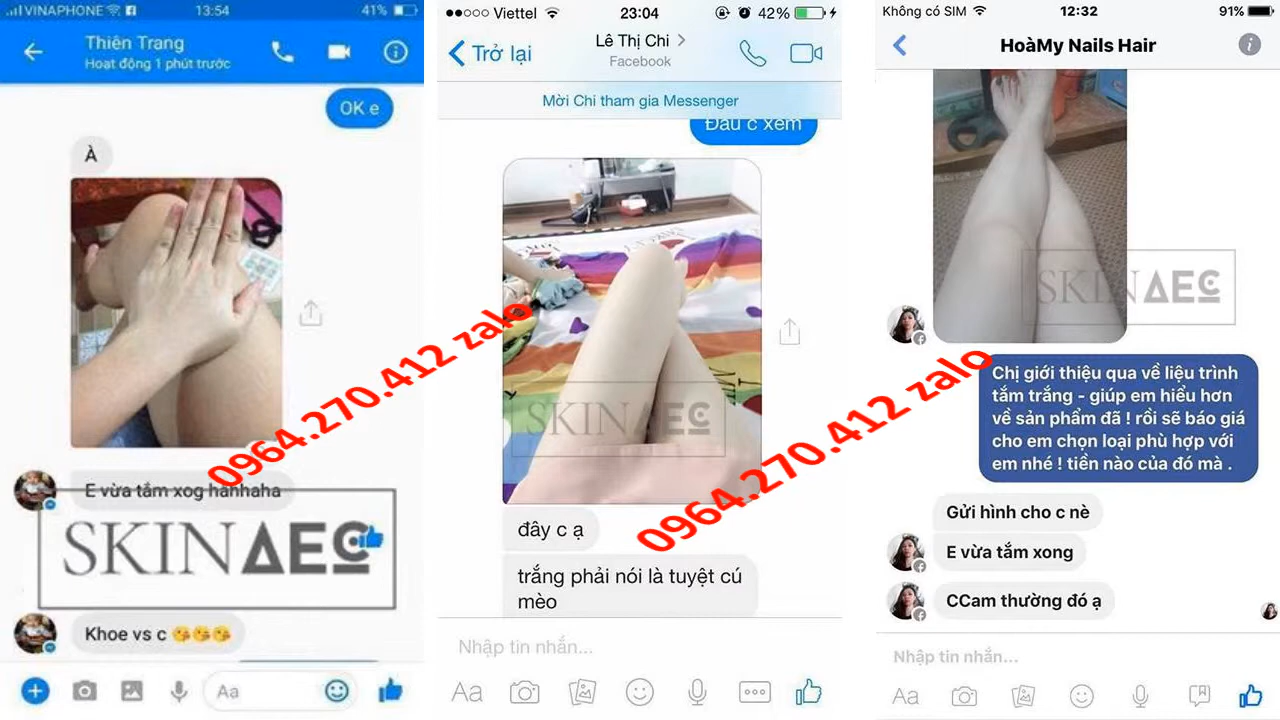 VINAPHONE
13:54
41%
Thiên Trang
Hoạt động 1 phút trước
OK e
À
E vừa tắm xog hahhaha
SKINAEC
Khoe vs c 😘😘😘
Aa
Viettel
23:04
42%
Trở lại
Lê Thị Chi
Facebook
Mời Chi tham gia Messenger
Đâu c xem
SKINAEC
0964.270.412 zalo
đây c ạ
trắng phải nói là tuyệt cú
mèo
Nhập tin nhắn...
Aa
Không có SIM
12:32
91%
HoàMy Nails Hair
SKINAEC
0964.270.412 zalo
Chị giới thiệu qua về liệu trình
tắm trắng - giúp em hiểu hơn
về sản phẩm đã ! rồi sẽ báo giá
cho em chọn loại phù hợp với
em nhé ! tiền nào của đó mà .
Gửi hình cho c nè
E vừa tắm xong
CCam thường đó ạ
Nhập tin nhắn...
Aa